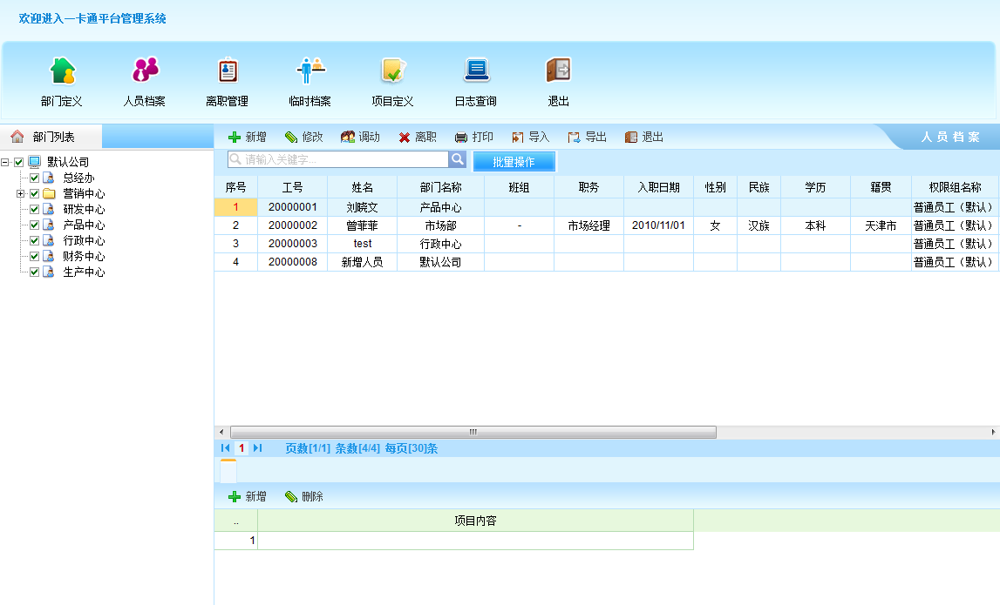 欢迎进入一卡通平台管理系统
部门定义 人员档案 离职管理 临时档案 项目定义 日志查询 退出
部门列表
新增 修改 调动 离职 打印 导入 导出 退出 人员档案
请输入关键字... 批量操作
默认公司
总经办
营销中心
研发中心
产品中心
行政中心
财务中心
生产中心
序号 工号 姓名 部门名称 班组 职务 入职日期 性别 民族 学历 籍贯 权限组名称
1 20000001 刘晓文 产品中心 普通员工（默认）
2 20000002 曾菲菲 市场部 - 市场经理 2010/11/01 女 汉族 本科 天津市 普通员工（默认）
3 20000003 test 行政中心 普通员工（默认）
4 20000008 新增人员 默认公司 普通员工（默认）
1 页数[1/1] 条数[4/4] 每页[30]条
新增 删除
.. 项目内容
1